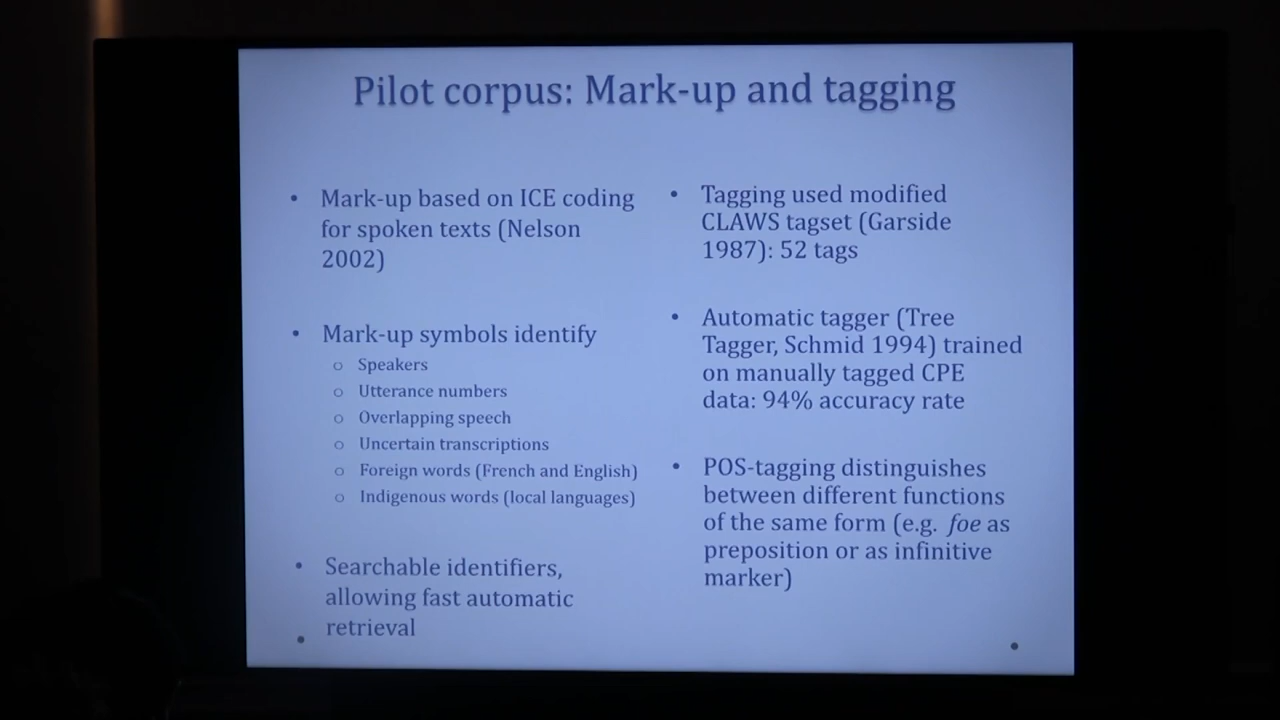 Pilot corpus: Mark-up and tagging
• Mark-up based on ICE coding
for spoken texts (Nelson
2002)
• Mark-up symbols identify
o Speakers
o Utterance numbers
o Overlapping speech
o Uncertain transcriptions
o Foreign words (French and English)
o Indigenous words (local languages)
• Searchable identifiers,
allowing fast automatic
retrieval
• Tagging used modified
CLAWS tagset (Garside
1987): 52 tags
• Automatic tagger (Tree
Tagger, Schmid 1994) trained
on manually tagged CPE
data: 94% accuracy rate
• POS-tagging distinguishes
between different functions
of the same form (e.g. foe as
preposition or as infinitive
marker)